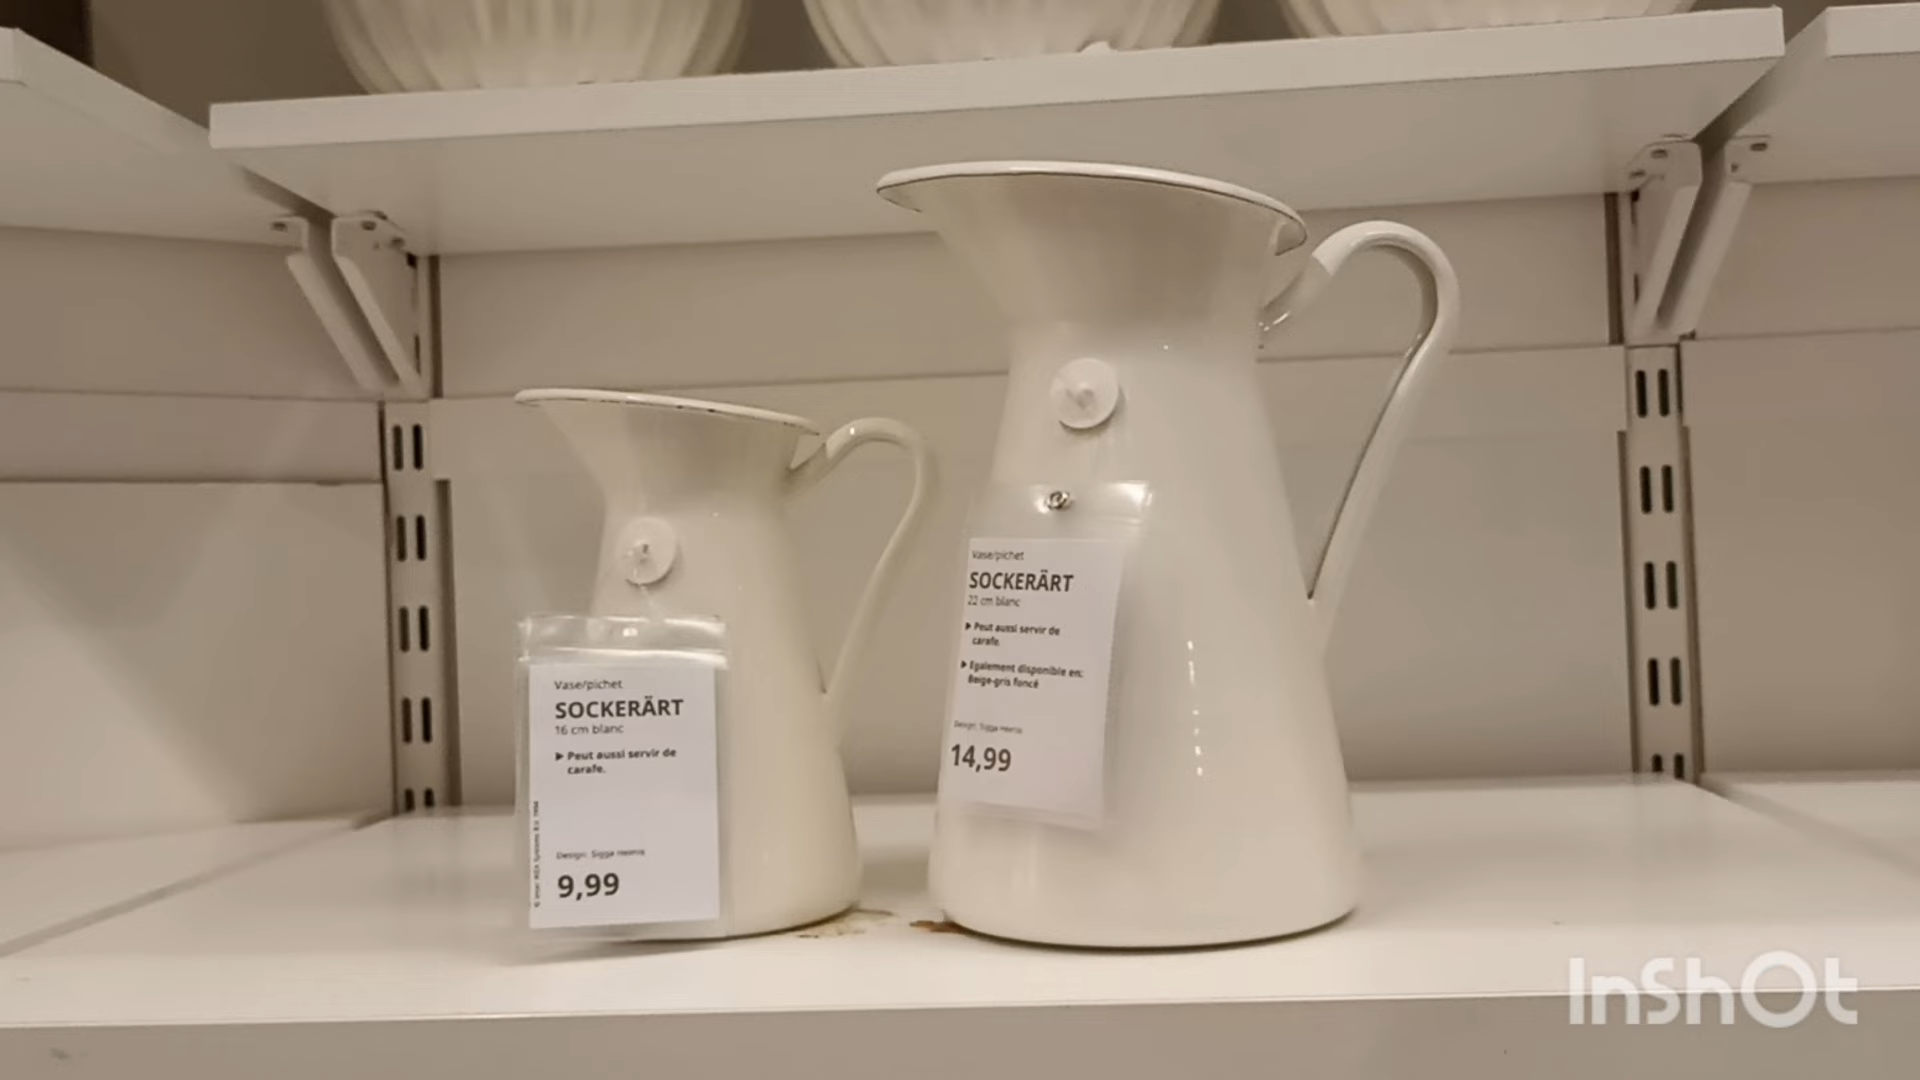 Vase/pichet
SOCKERÄRT
16 cm blanc
▶ Peut aussi servir de
carafe.
Design: Sigga Heimis
9,99
Vase/pichet
SOCKERÄRT
22 cm blanc
▶ Peut aussi servir de
carafe.
▶ Egalement disponible en:
Beige-gris foncé
Design: Sigga Heimis
14,99
InShOt